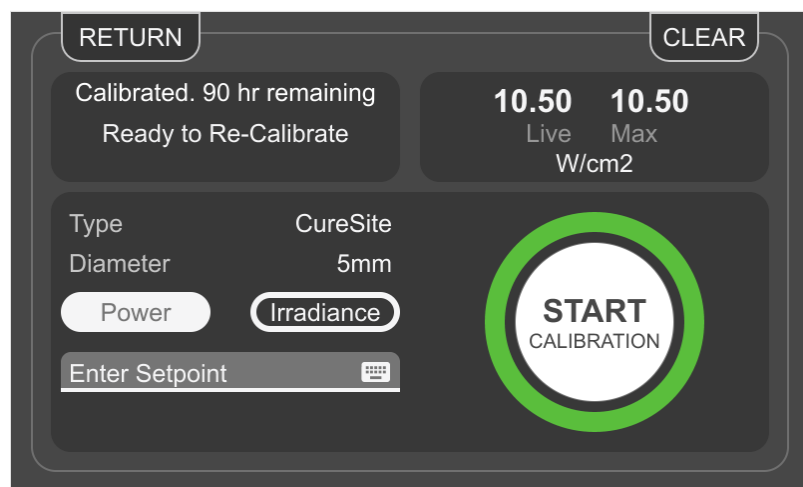 RETURN
CLEAR
Calibrated. 90 hr remaining
Ready to Re-Calibrate
10.50 10.50
Live Max
W/cm2
Type CureSite
Diameter 5mm
Power Irradiance
Enter Setpoint
START
CALIBRATION